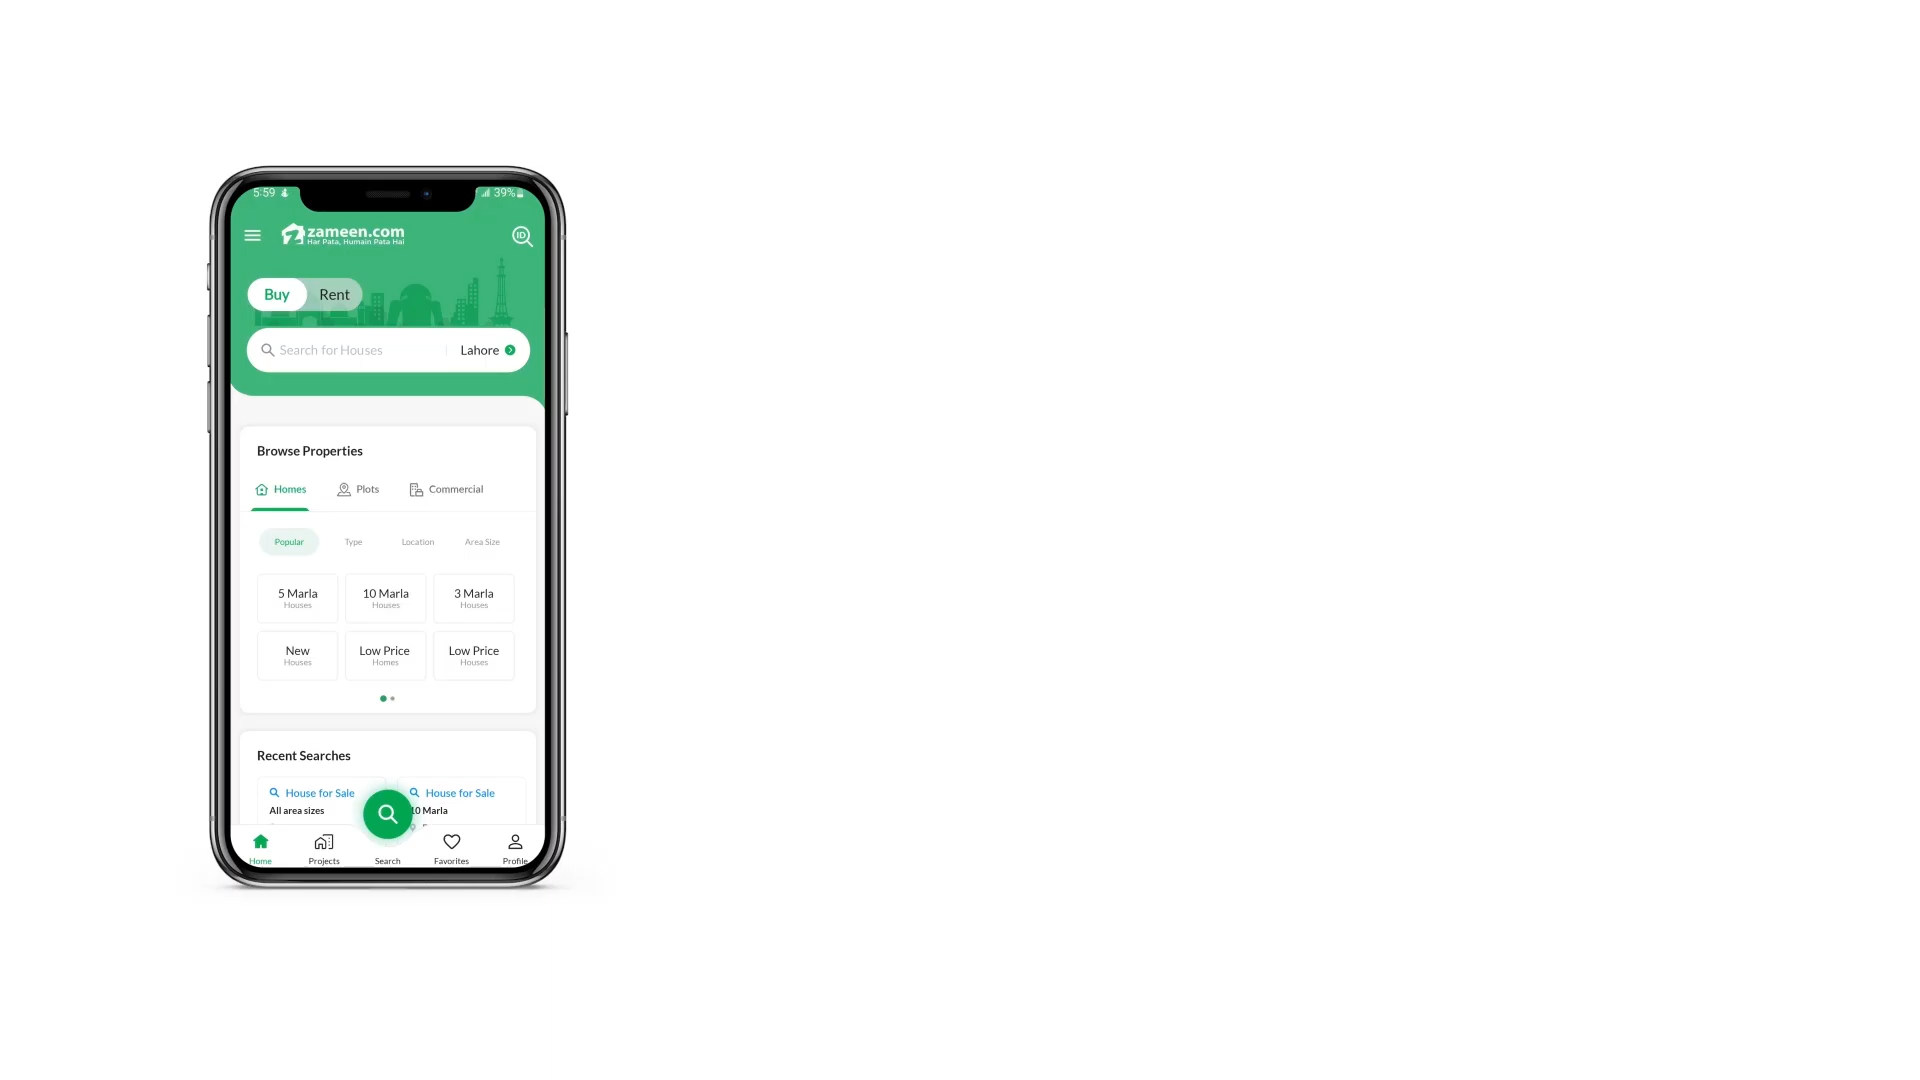 5:59
39%
zameen.com
Har Pata, Humain Pata Hai
ID
Buy
Rent
Search for Houses
Lahore
Browse Properties
Homes
Plots
Commercial
Popular
Type
Location
Area Size
5 Marla
Houses
10 Marla
Houses
3 Marla
Houses
New
Houses
Low Price
Homes
Low Price
Houses
Recent Searches
House for Sale
All area sizes
House for Sale
10 Marla
Home
Projects
Search
Favorites
Profile